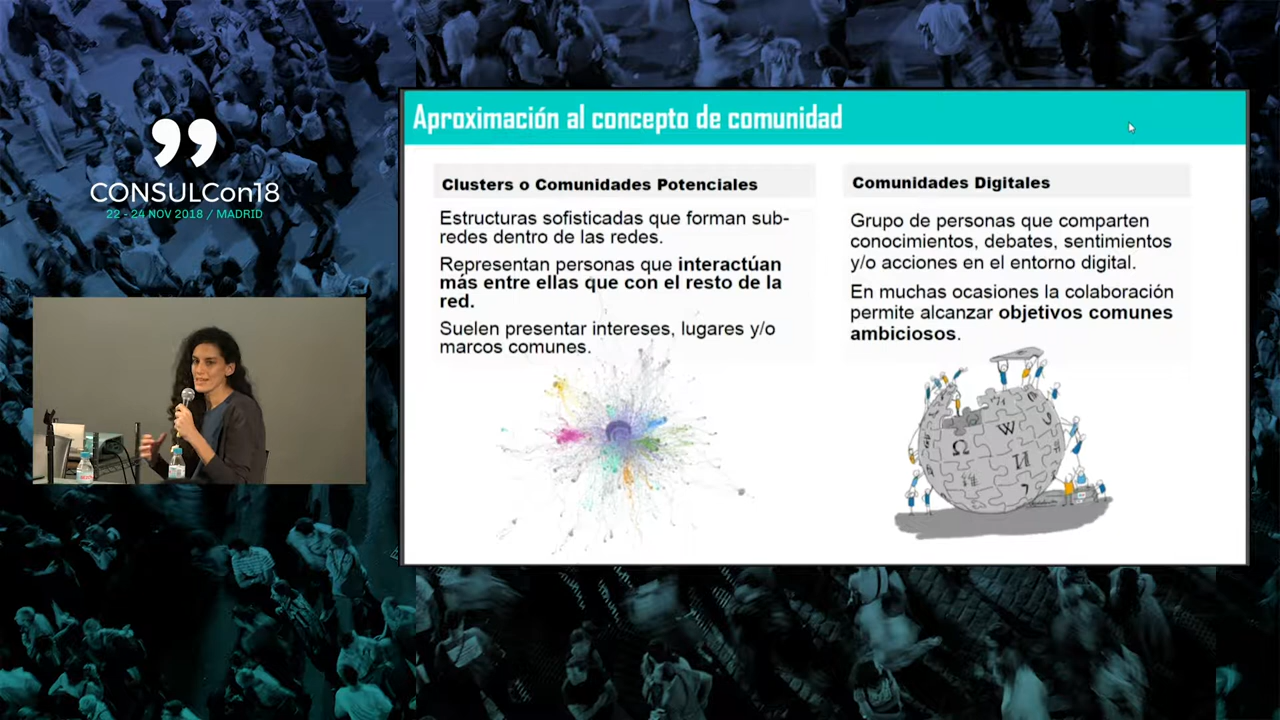 CONSULCon18
22 - 24 NOV 2018 / MADRID
Aproximación al concepto de comunidad
Clusters o Comunidades Potenciales
Estructuras sofisticadas que forman sub-
redes dentro de las redes.
Representan personas que interactúan
más entre ellas que con el resto de la
red.
Suelen presentar intereses, lugares y/o
marcos comunes.
Comunidades Digitales
Grupo de personas que comparten
conocimientos, debates, sentimientos
y/o acciones en el entorno digital.
En muchas ocasiones la colaboración
permite alcanzar objetivos comunes
ambiciosos.
Ω W
И